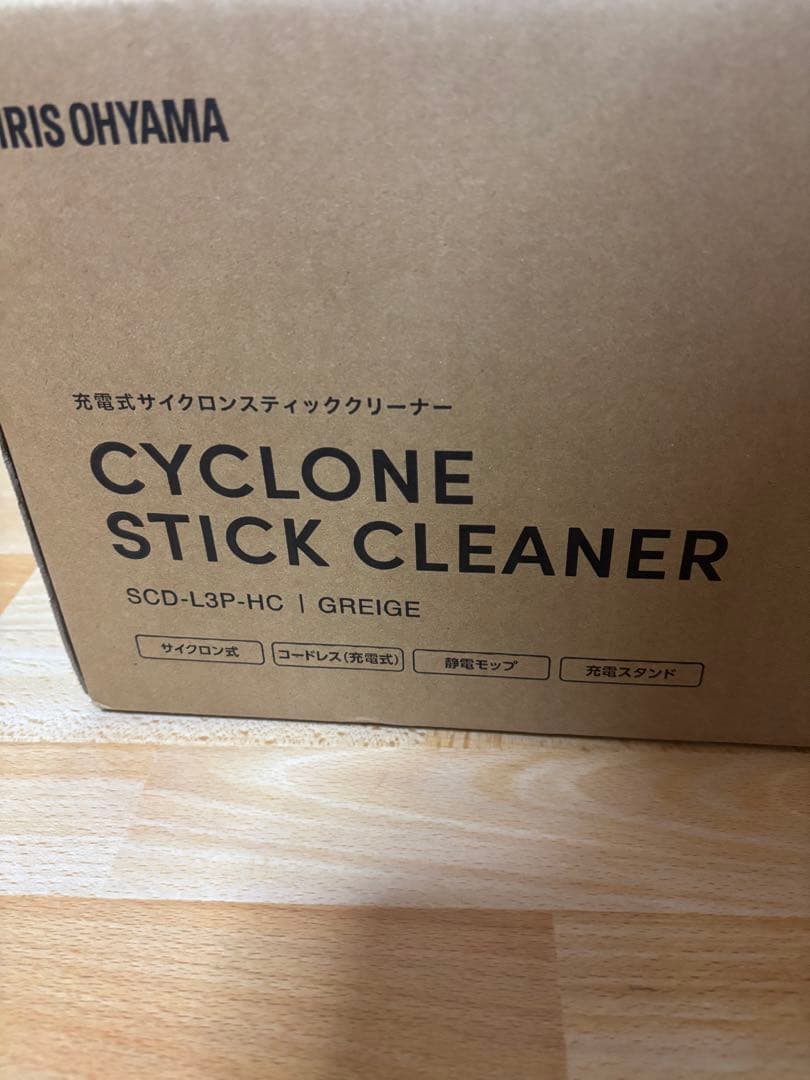 IRIS OHYAMA
充電式サイクロンスティッククリーナー
CYCLONE
STICK CLEANER
SCD-L3P-HC | GREIGE
サイクロン式 コードレス(充電式) 静電モップ 充電スタンド